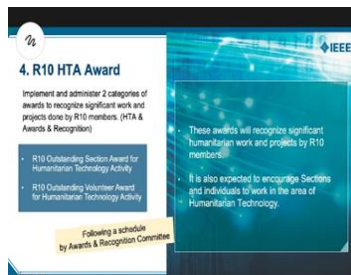 IEEE
4. R10 HTA Award
Implement and administer 2 categories of
awards to recognize significant work and
projects done by R10 members. (HTA &
Awards & Recognition)
• R10 Outstanding Section Award for
Humanitarian Technology Activity
• R10 Outstanding Volunteer Award
for Humanitarian Technology Activity
Following a schedule
by Awards & Recognition Committee
• These awards will recognize significant
humanitarian work and projects by R10
members.
• It is also expected to encourage Sections
and individuals to work in the area of
Humanitarian Technology.